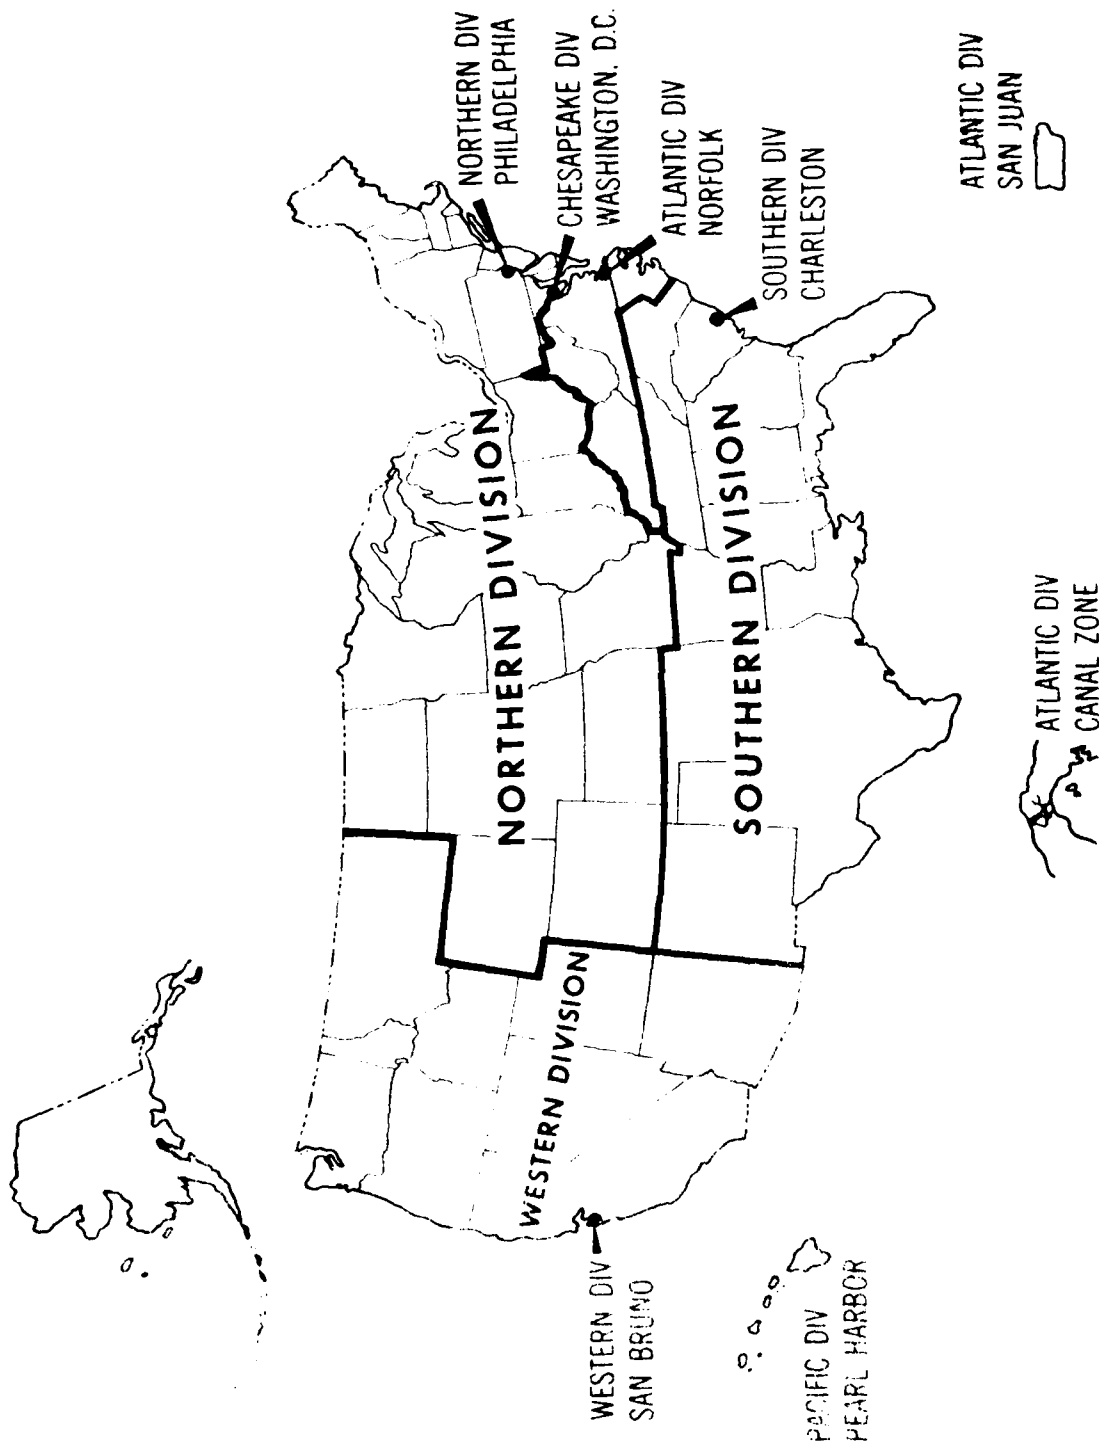 NORTHERN DIV
PHILADELPHIA
CHESAPEAKE DIV
WASHINGTON, D.C.
ATLANTIC DIV
NORFOLK
SOUTHERN DIV
CHARLESTON
ATLANTIC DIV
SAN JUAN
NORTHERN DIVISION
SOUTHERN DIVISION
WESTERN DIVISION
ATLANTIC DIV
CANAL ZONE
WESTERN DIV
SAN BRUNO
PACIFIC DIV
PEARL HARBOR